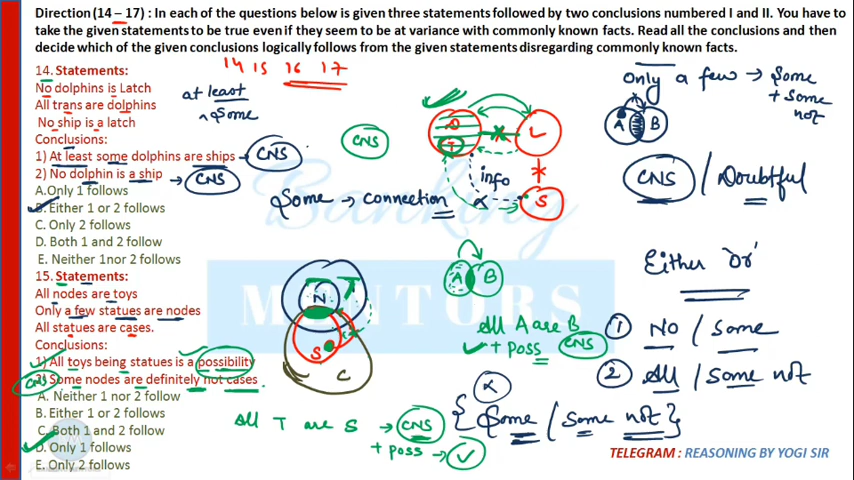 Direction (14 – 17) : In each of the questions below is given three statements followed by two conclusions numbered I and II. You have to
take the given statements to be true even if they seem to be at variance with commonly known facts. Read all the conclusions and then
decide which of the given conclusions logically follows from the given statements disregarding commonly known facts.
14 15 16 17
14. Statements:
No dolphins is Latch
All trans are dolphins
No ship is a latch
Conclusions:
1) At least some dolphins are ships
2) No dolphin is a ship
A.Only 1 follows
B. Either 1 or 2 follows
C. Only 2 follows
D. Both 1 and 2 follow
E. Neither 1nor 2 follows
at least
Some
CNS
CNS
CNS
D
T
L
S
info
Some → connection
Only a few → Some
+ Some
not
A B
CNS / Doubtful
15. Statements:
All nodes are toys
Only a few statues are nodes
All statues are cases.
Conclusions:
1) All toys being statues is a possibility
2) Some nodes are definitely not cases
CNS
A. Neither 1 nor 2 follow
B. Either 1 or 2 follows
C. Both 1 and 2 follow
D. Only 1 follows
E. Only 2 follows
N
T
S
C
A B
All A are B
+ poss CNS
All T are S → CNS
+ poss →
Either 'or'
1 No / Some
2 All / Some not
{Some / Some not}
Banking
MENTORS
TELEGRAM : REASONING BY YOGI SIR